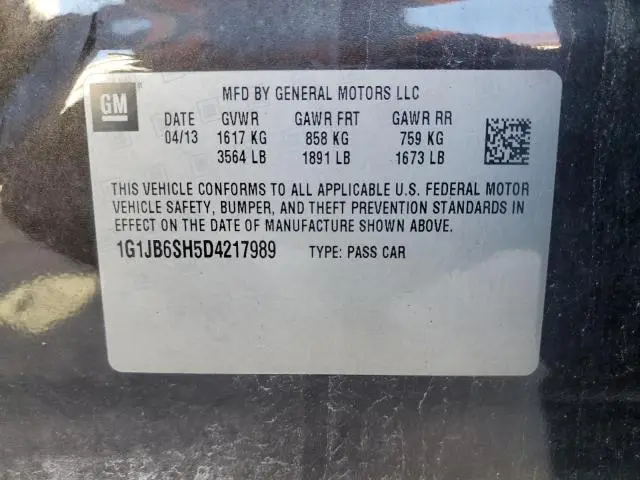 GM
MFD BY GENERAL MOTORS LLC
DATE GVWR GAWR FRT GAWR RR
04/13 1617 KG 858 KG 759 KG
3564 LB 1891 LB 1673 LB
THIS VEHICLE CONFORMS TO ALL APPLICABLE U.S. FEDERAL MOTOR
VEHICLE SAFETY, BUMPER, AND THEFT PREVENTION STANDARDS IN
EFFECT ON THE DATE OF MANUFACTURE SHOWN ABOVE.
1G1JB6SH5D4217989 TYPE: PASS CAR